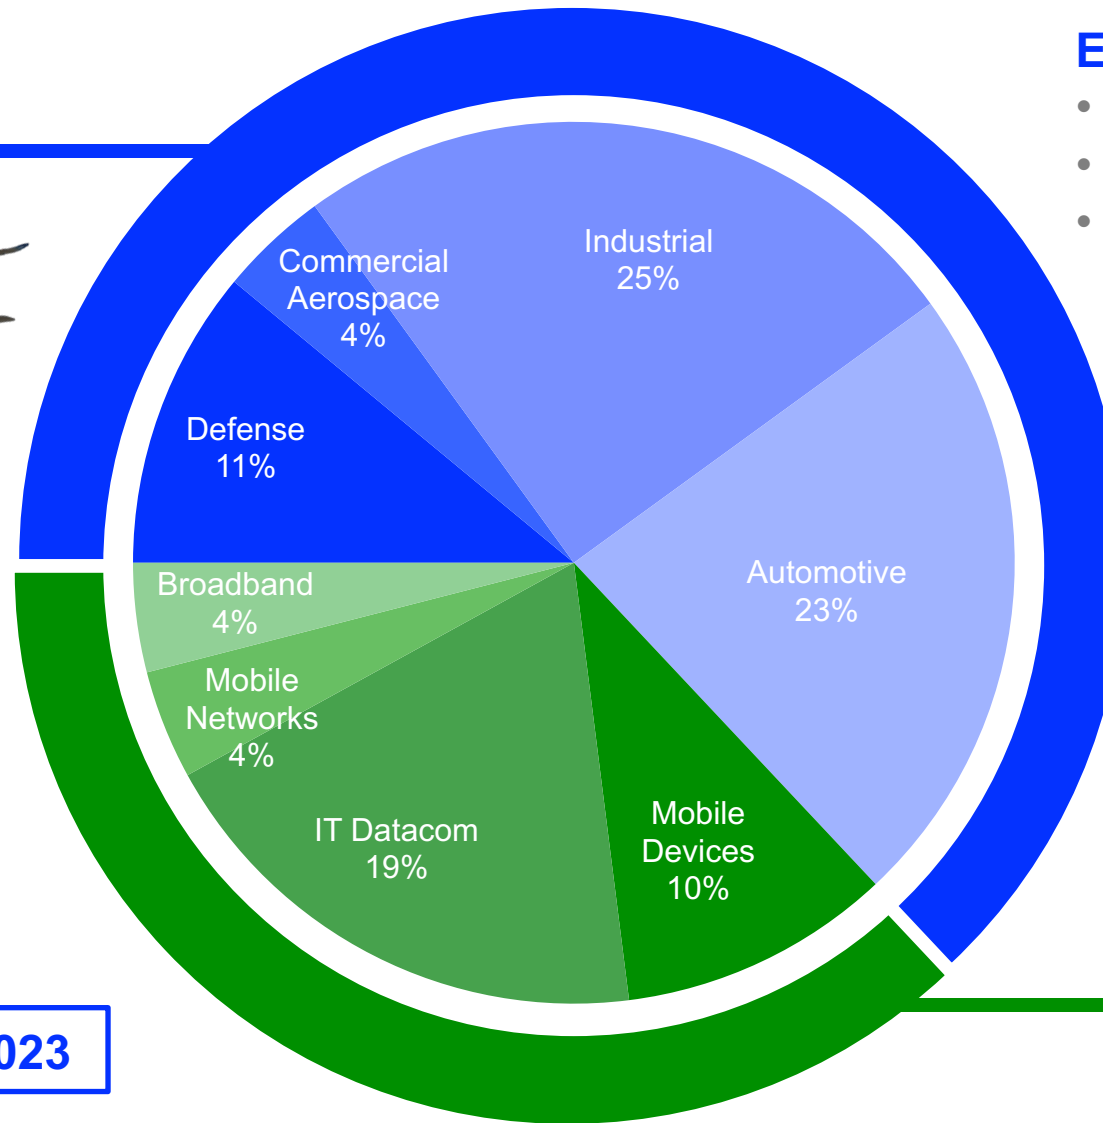 E
Industrial
25%
Commercial
Aerospace
4%
Defense
11%
Automotive
23%
Broadband
4%
Mobile
Networks
4%
IT Datacom
19%
Mobile
Devices
10%
023